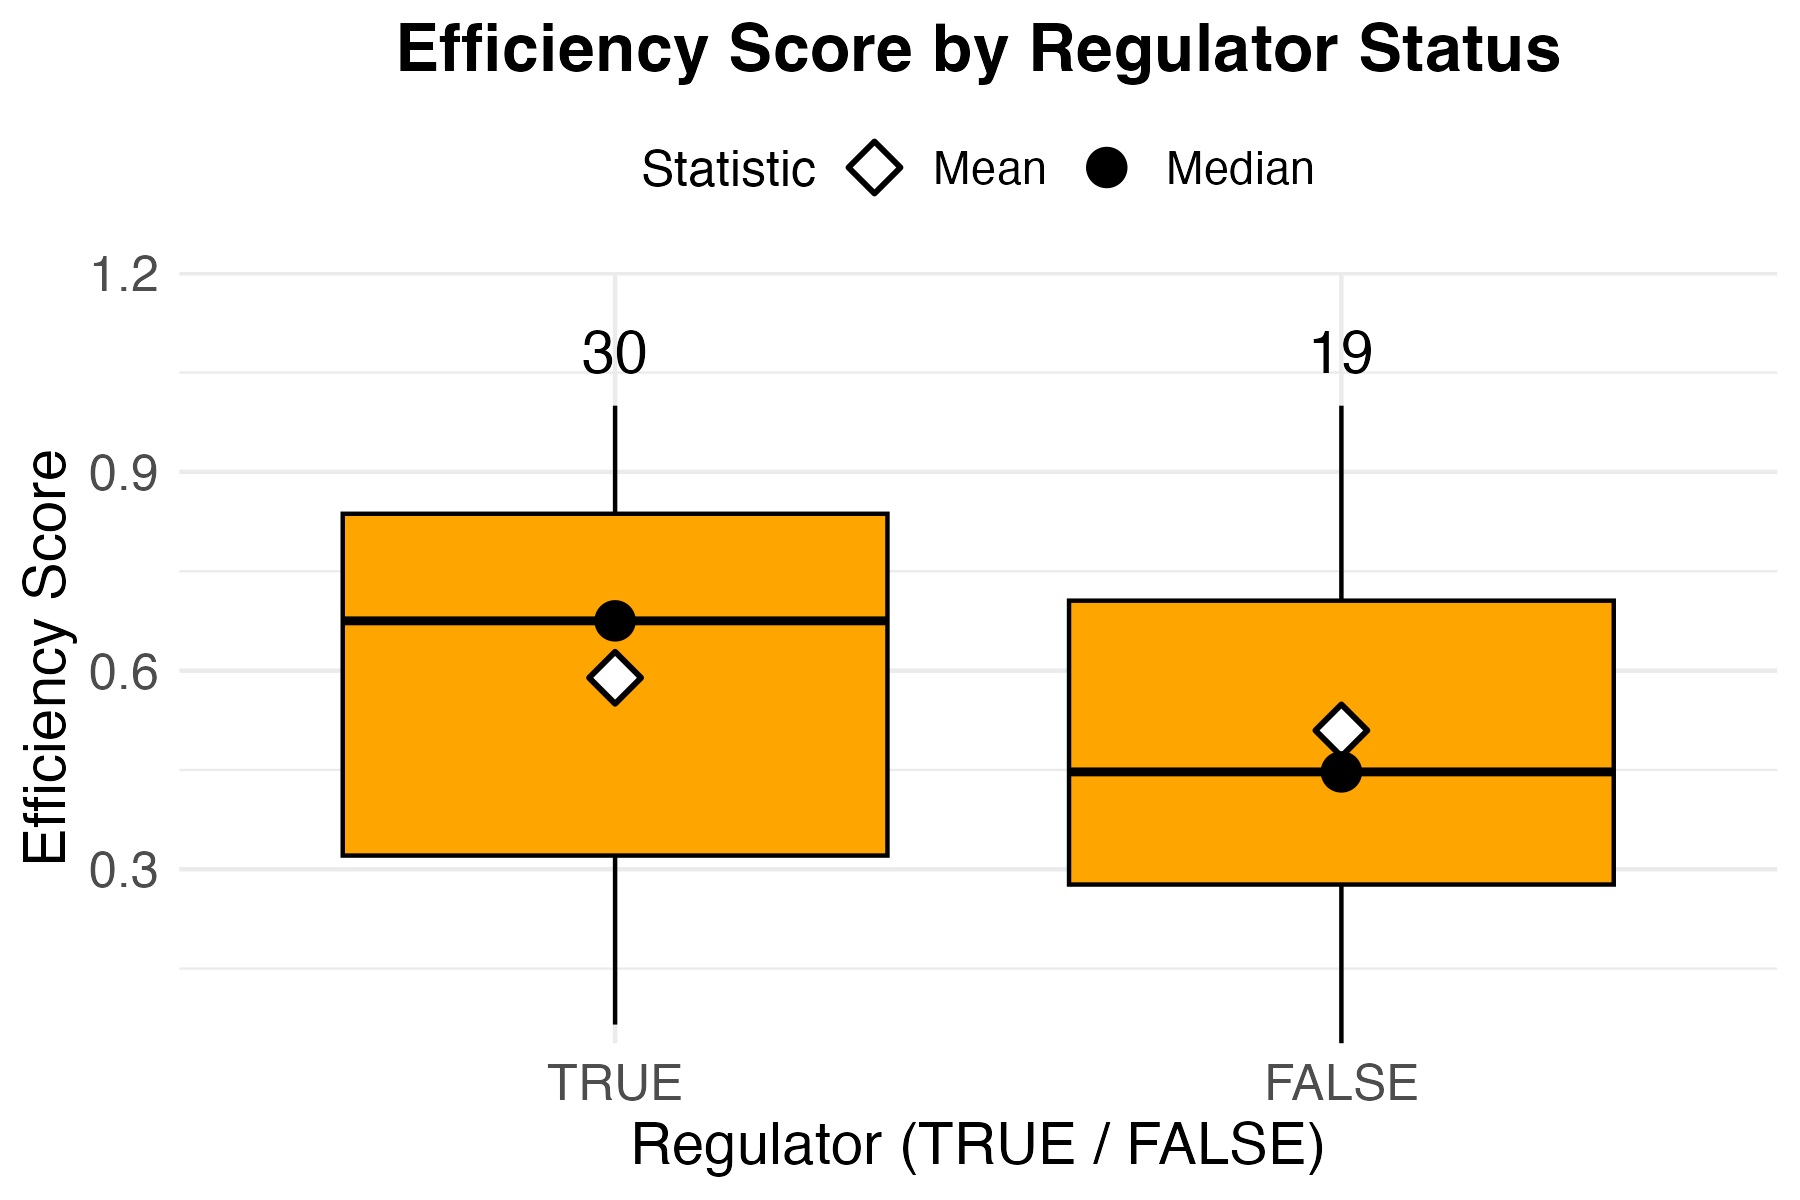 Efficiency Score by Regulator Status
Statistic Mean Median
1.2
30 19
0.9
Efficiency Score
0.6
0.3
TRUE FALSE
Regulator (TRUE / FALSE)